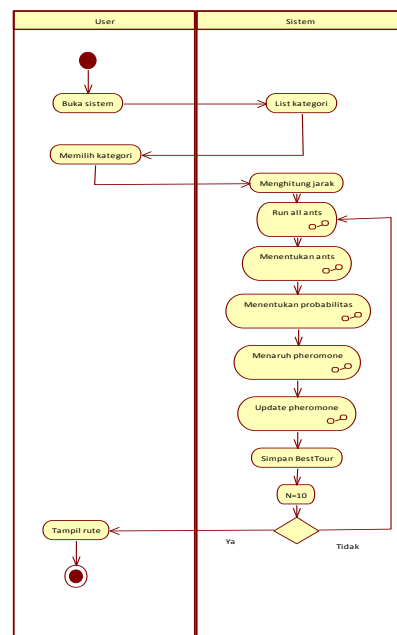 User
Sistem
Buka sistem
List kategori
Memilih kategori
Menghitung jarak
Run all ants
Menentukan ants
Menentukan probabilitas
Menaruh pheromone
Update pheromone
Simpan BestTour
N=10
Tampil rute
Ya
Tidak